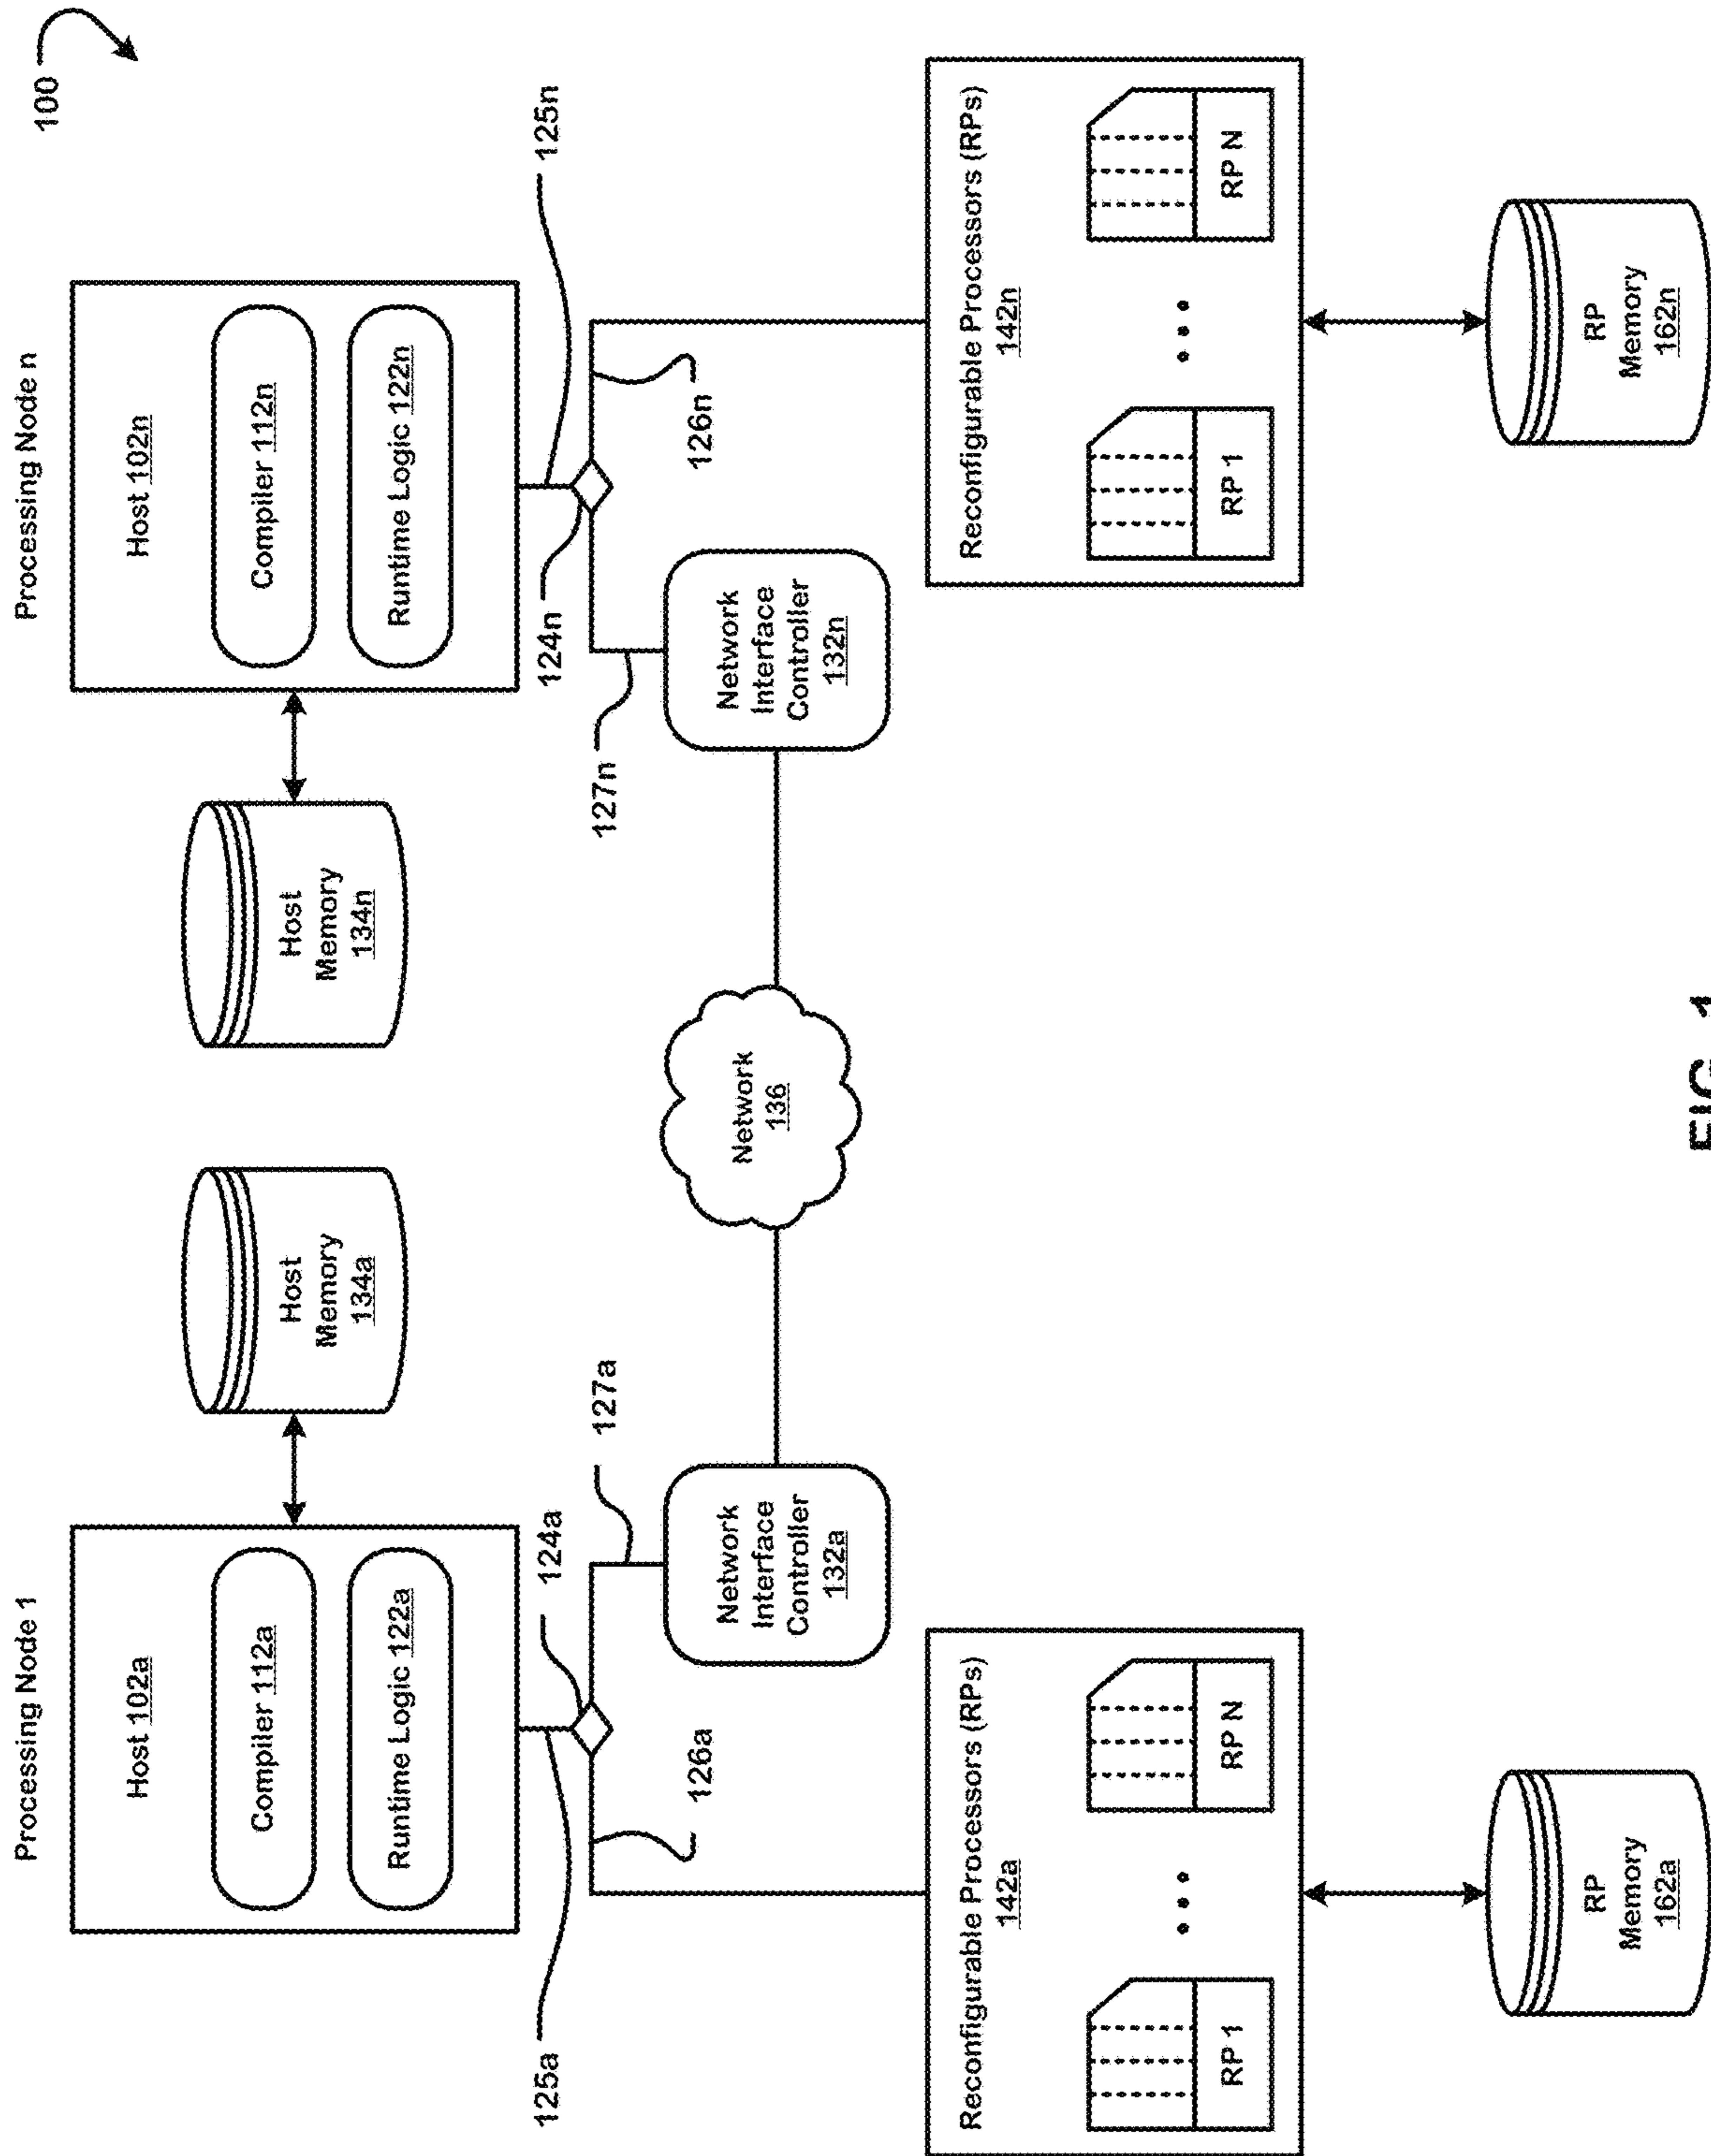 100
Processing Node 1
Host 102a
Compiler 112a
Runtime Logic 122a
Host
Memory
134a
125a
124a
126a
127a
Network
Interface
Controller
132a
Reconfigurable Processors (RPs)
142a
RP 1
• • •
RP N
RP
Memory
162a
Network
136
Processing Node n
Host 102n
Compiler 112n
Runtime Logic 122n
Host
Memory
134n
125n
124n
126n
127n
Network
Interface
Controller
132n
Reconfigurable Processors (RPs)
142n
RP 1
• • •
RP N
RP
Memory
162n
FIG. 1